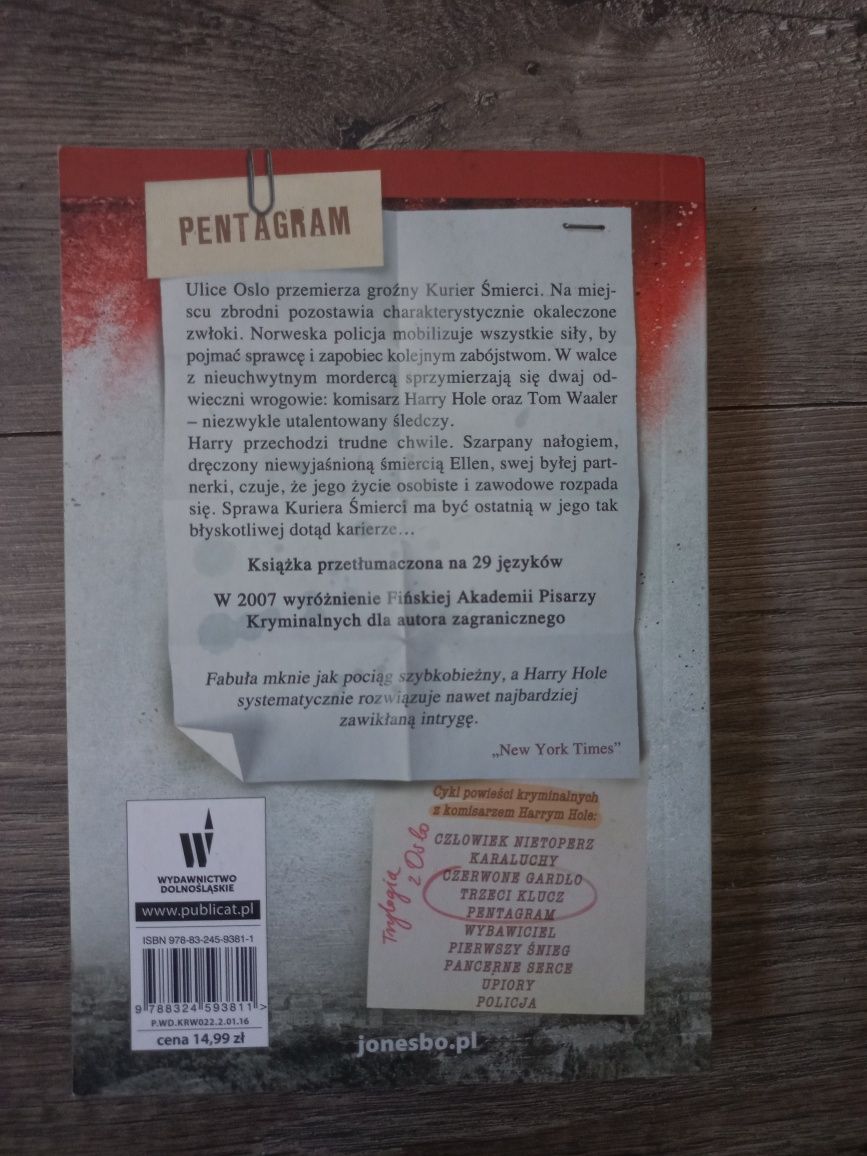 PENTAGRAM
Ulice Oslo przemierza groźny Kurier Śmierci. Na miej-
scu zbrodni pozostawia charakterystycznie okaleczone
zwłoki. Norweska policja mobilizuje wszystkie siły, by
pojmać sprawcę i zapobiec kolejnym zabójstwom. W walce
z nieuchwytnym mordercą sprzymierzają się dwaj od-
wieczni wrogowie: komisarz Harry Hole oraz Tom Waaler
– niezwykle utalentowany śledczy.
Harry przechodzi trudne chwile. Szarpany nałogiem,
dręczony niewyjaśnioną śmiercią Ellen, swej byłej part-
nerki, czuje, że jego życie osobiste i zawodowe rozpada
się. Sprawa Kuriera Śmierci ma być ostatnią w jego tak
błyskotliwej dotąd karierze...
Książka przetłumaczona na 29 języków
W 2007 wyróżnienie Fińskiej Akademii Pisarzy
Kryminalnych dla autora zagranicznego
Fabuła mknie jak pociąg szybkobieżny, a Harry Hole
systematycznie rozwiązuje nawet najbardziej
zawikłaną intrygę.
„New York Times”
Cykl powieści kryminalnych
z komisarzem Harrym Hole:
CZŁOWIEK NIETOPERZ
KARALUCHY
CZERWONE GARDŁO
TRZECI KLUCZ
PENTAGRAM
WYBAWICIEL
PIERWSZY ŚNIEG
PANCERNE SERCE
UPIORY
POLICJA
Trylogia
z Oslo
W
WYDAWNICTWO
DOLNOŚLĄSKIE
www.publicat.pl
ISBN 978-83-245-9381-1
9 788324 593811 >
P.WD.KRW022.2.01.16
cena 14,99 zł
jonesbo.pl